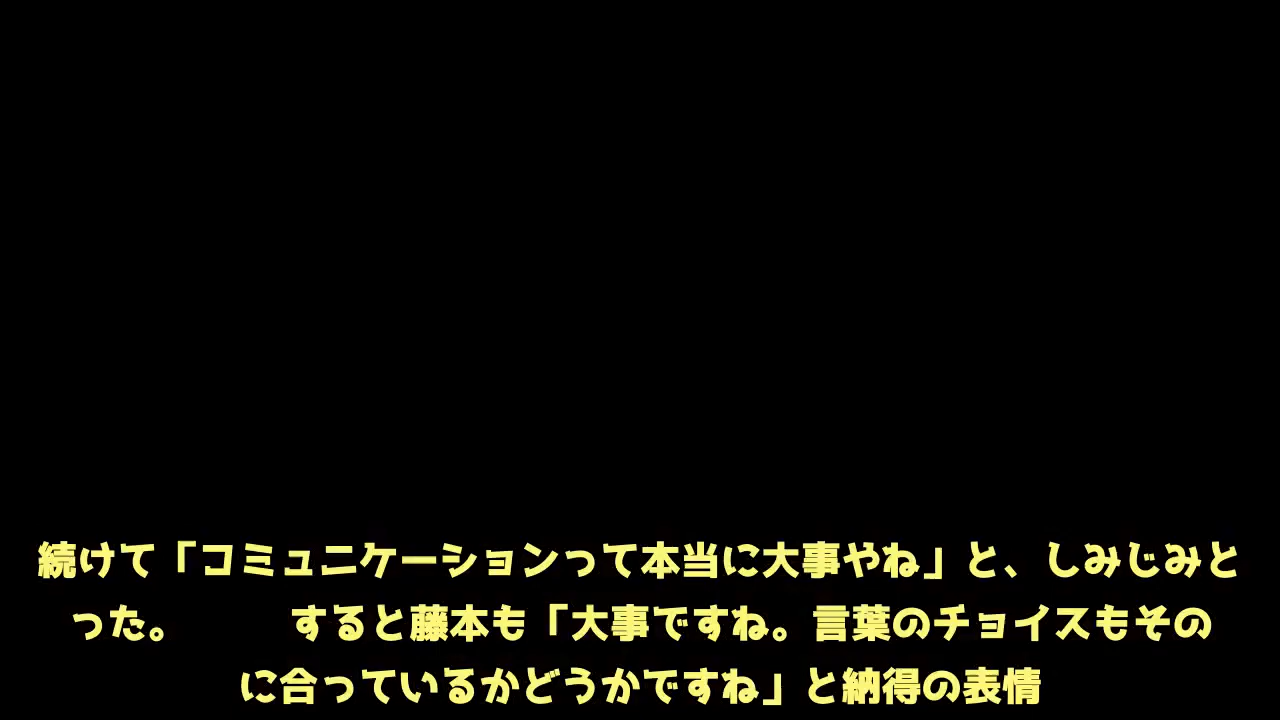 続けて「コミュニケーションって本当に大事やね」と、しみじみと
った。　　　すると藤本も「大事ですね。言葉のチョイスもその
に合っているかどうかですね」と納得の表情